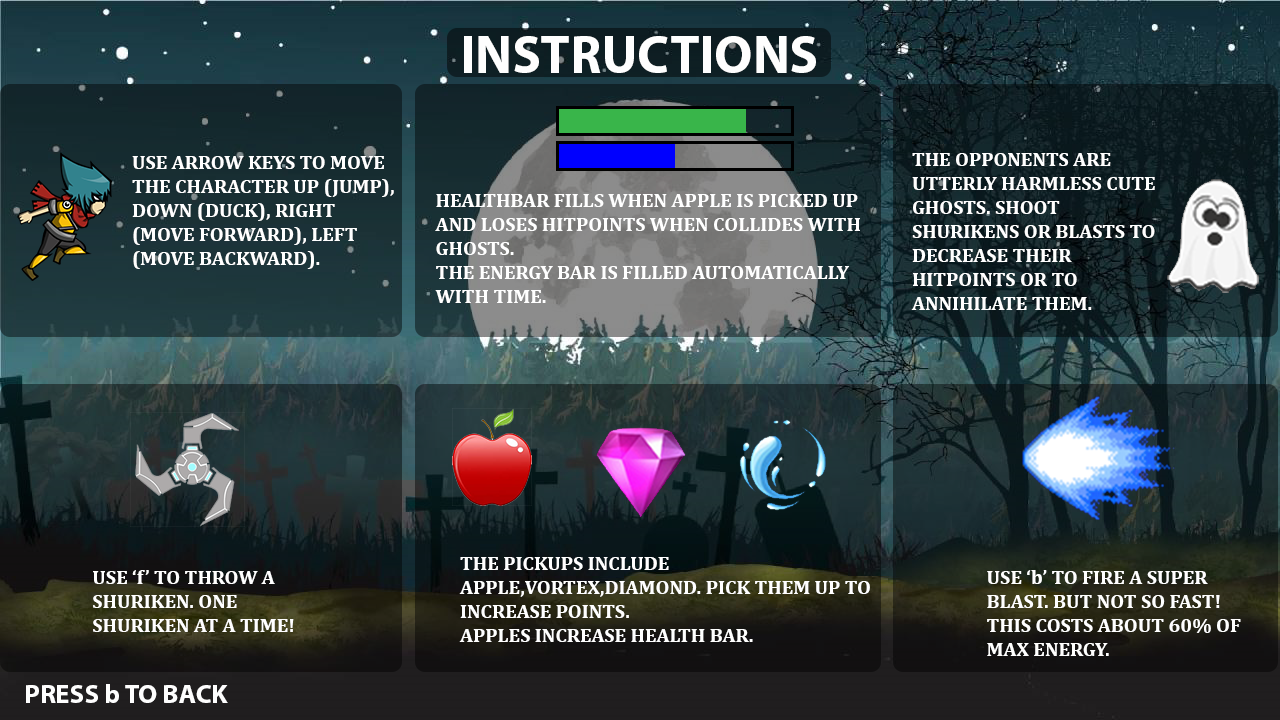 INSTRUCTIONS
USE ARROW KEYS TO MOVE
THE CHARACTER UP (JUMP),
DOWN (DUCK), RIGHT
(MOVE FORWARD), LEFT
(MOVE BACKWARD).
HEALTHBAR FILLS WHEN APPLE IS PICKED UP
AND LOSES HITPOINTS WHEN COLLIDES WITH
GHOSTS.
THE ENERGY BAR IS FILLED AUTOMATICALLY
WITH TIME.
THE OPPONENTS ARE
UTTERLY HARMLESS CUTE
GHOSTS. SHOOT
SHURIKENS OR BLASTS TO
DECREASE THEIR
HITPOINTS OR TO
ANNIHILATE THEM.
USE ‘f’ TO THROW A
SHURIKEN. ONE
SHURIKEN AT A TIME!
THE PICKUPS INCLUDE
APPLE,VORTEX,DIAMOND. PICK THEM UP TO
INCREASE POINTS.
APPLES INCREASE HEALTH BAR.
USE ‘b’ TO FIRE A SUPER
BLAST. BUT NOT SO FAST!
THIS COSTS ABOUT 60% OF
MAX ENERGY.
PRESS b TO BACK